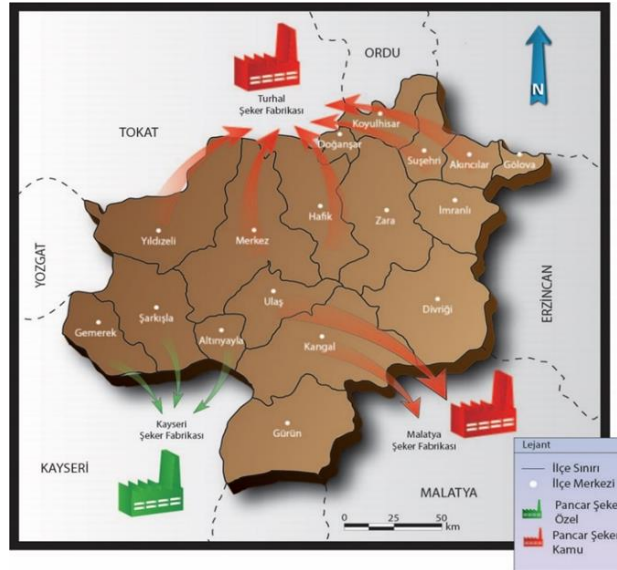 ORDU
N
Turhal
Şeker Fabrikası
TOKAT
Koyulhisar
Doğanşar
Suşehri
Akıncılar
Gölova
Hafik
Zara
İmranlı
Yıldızeli
Merkez
YOZGAT
ERZİNCAN
Ulaş
Divriği
Gemerek
Şarkışla
Altınyayla
Kangal
Kayseri
Şeker Fabrikası
Gürün
Malatya
Şeker Fabrikası
KAYSERİ
MALATYA
0 25 50
km
Lejant
İlçe Sınırı
İlçe Merkezi
Pancar Şeke
Özel
Pancar Şeker
Kamu